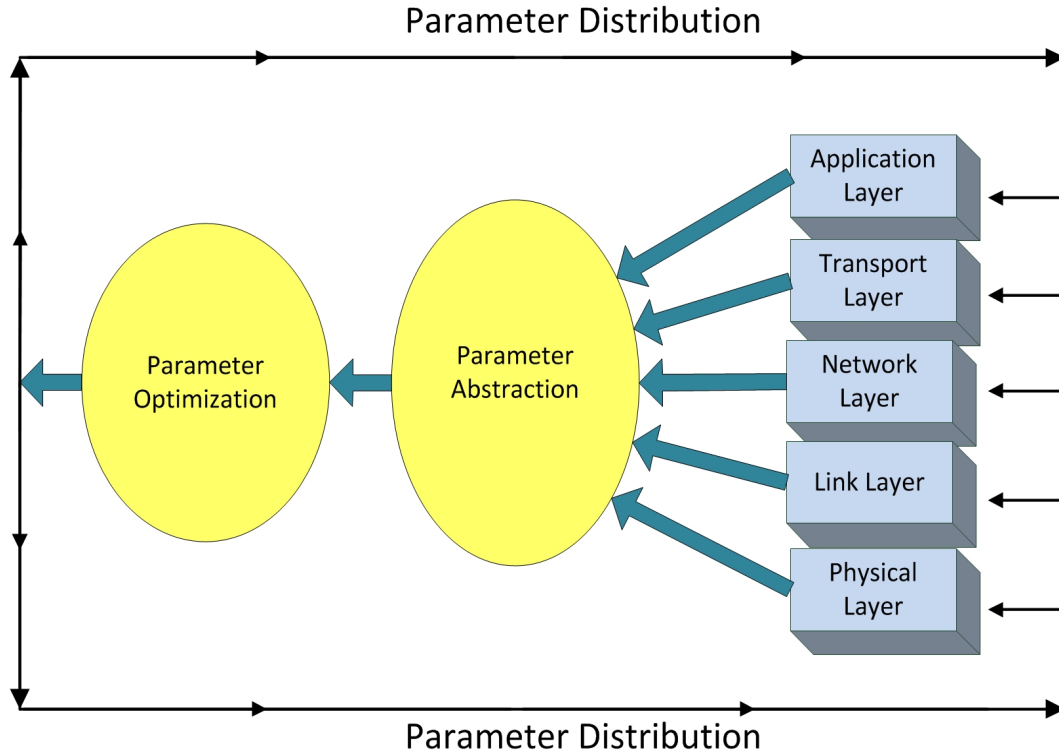 Parameter Distribution
Application
Layer
Transport
Layer
Parameter
Optimization
Parameter
Abstraction
Network
Layer
Link Layer
Physical
Layer
Parameter Distribution